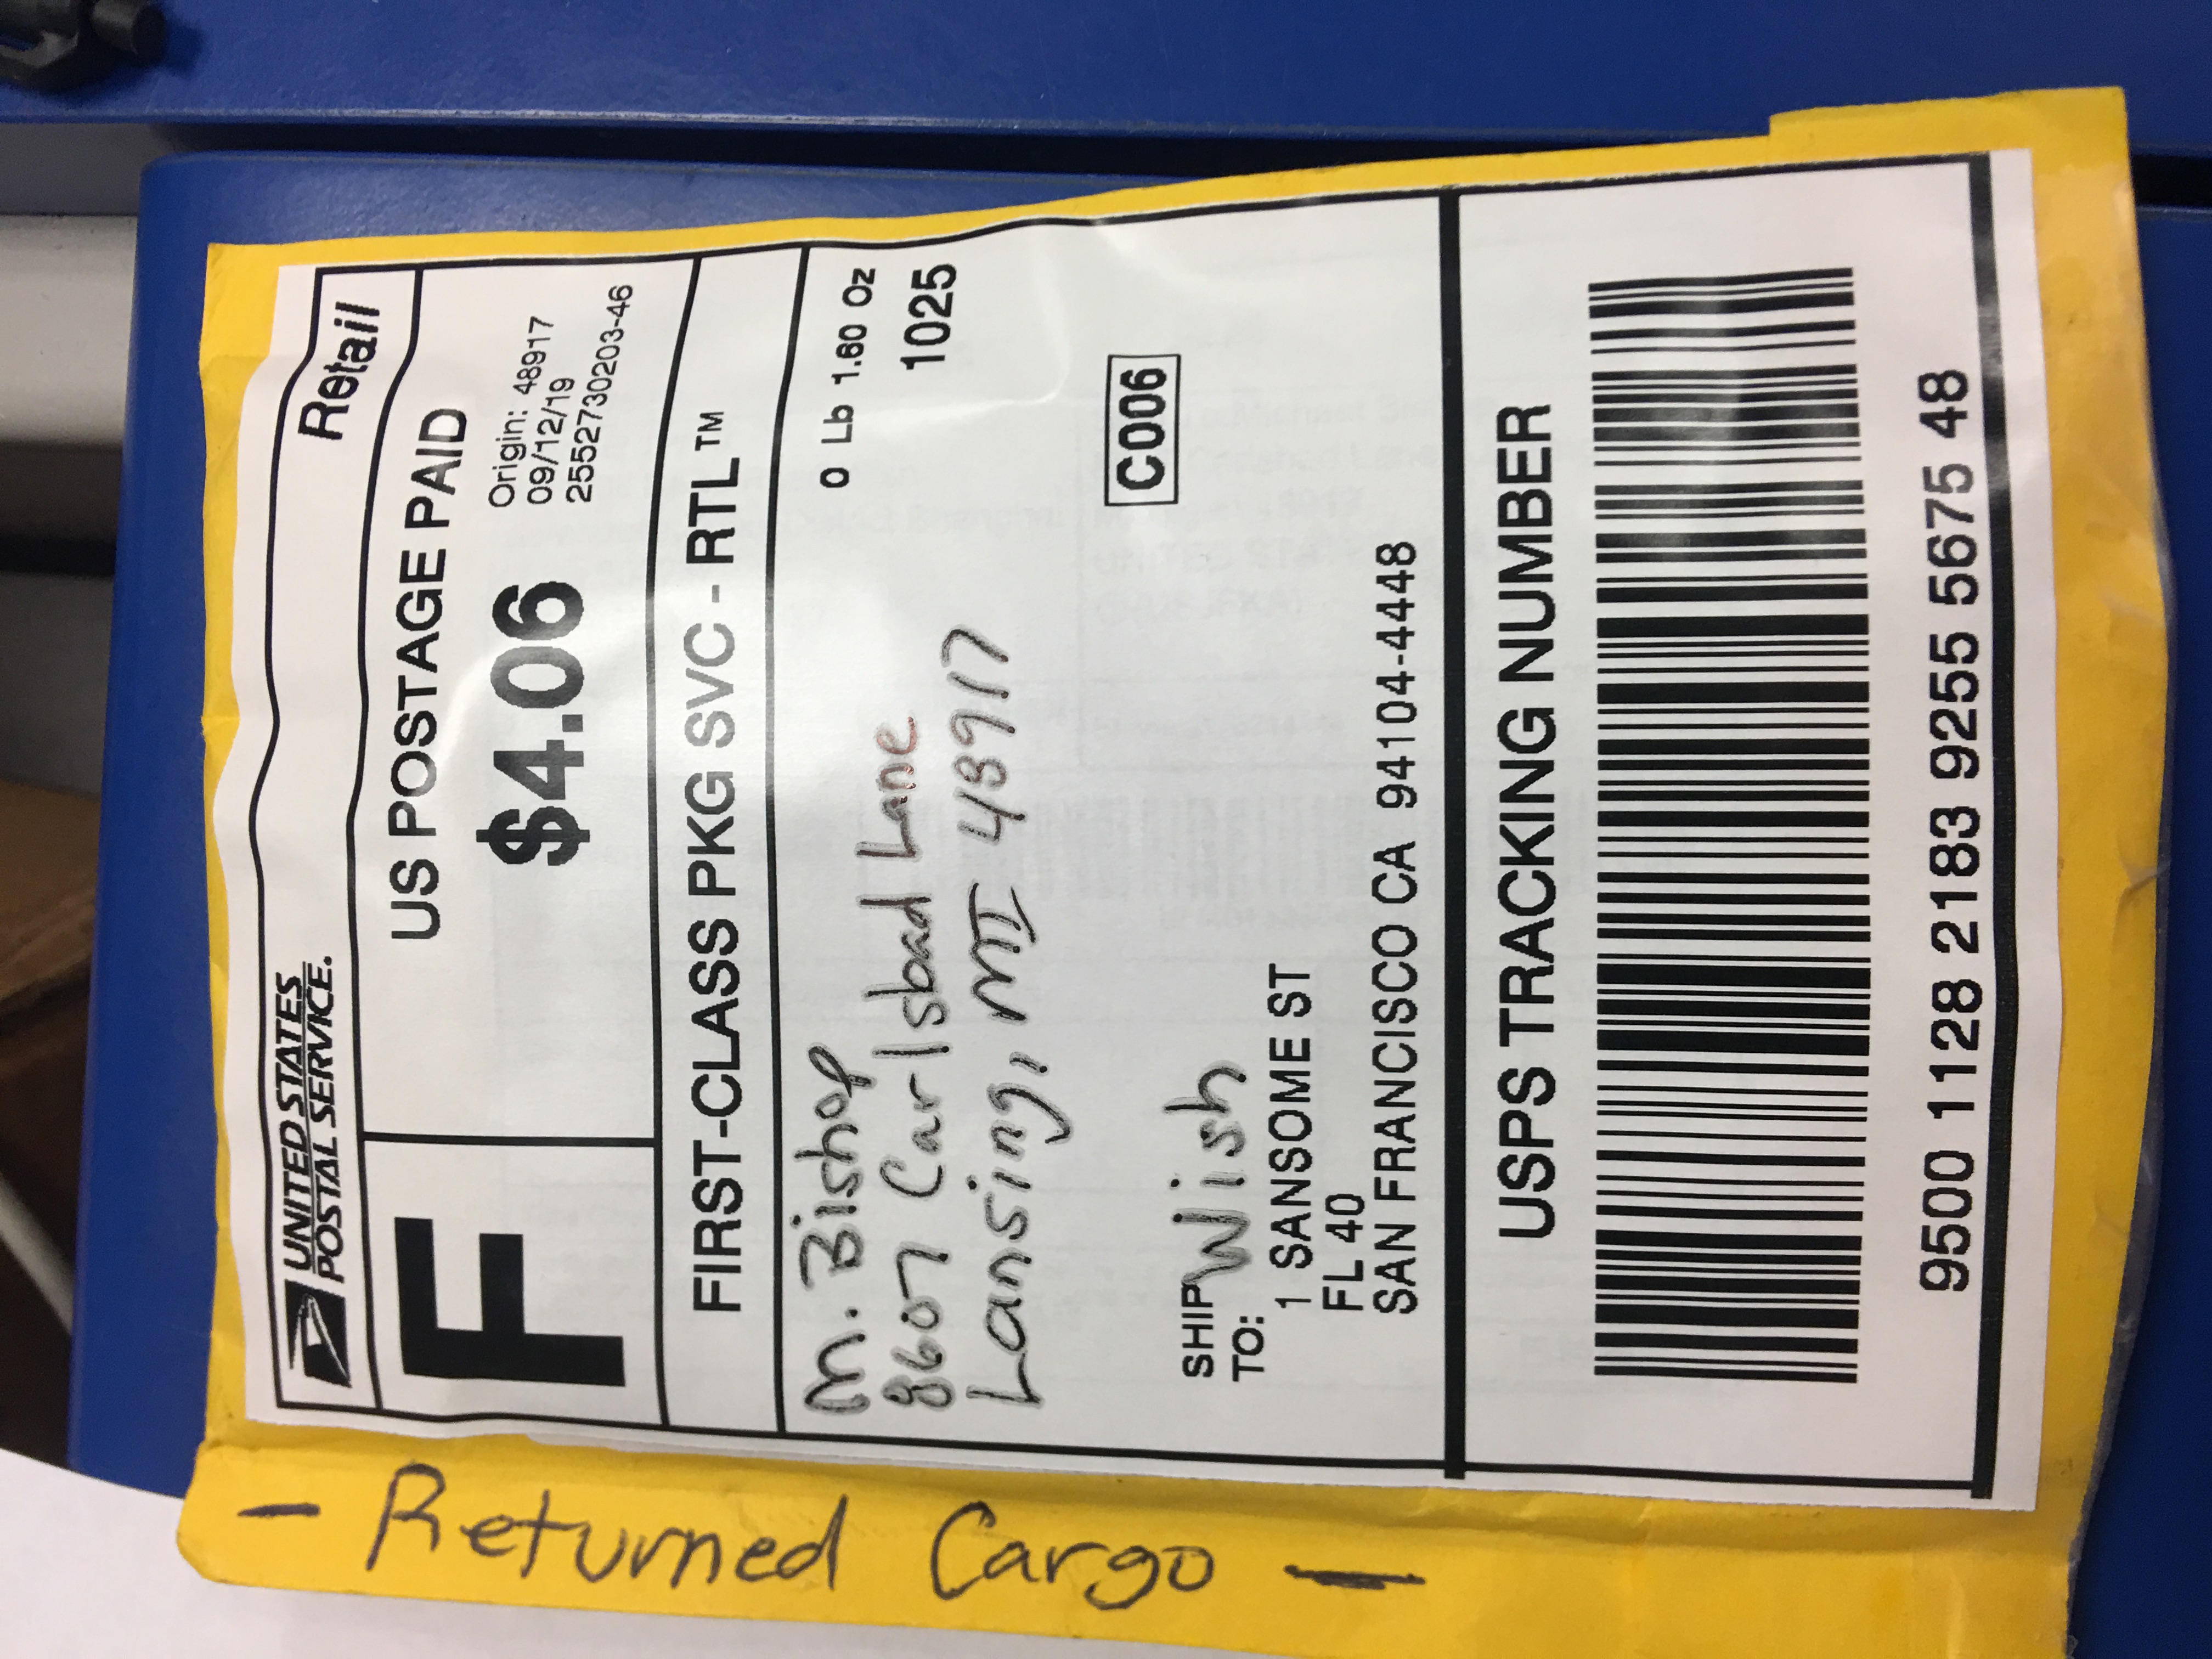 - Returned Cargo -
UNITED STATES
POSTAL SERVICE.
Retail
F
US POSTAGE PAID
$4.06
Origin: 48917
09/12/19
2552730203-46
FIRST-CLASS PKG SVC - RTL™
M. Bishop
8607 Carlsbad Lane
Lansing, MI 48917
0 Lb 1.60 Oz
1025
C006
SHIP
TO:
Wish
1 SANSOME ST
FL 40
SAN FRANCISCO CA 94104-4448
USPS TRACKING NUMBER
9500 1128 2183 9255 5675 48